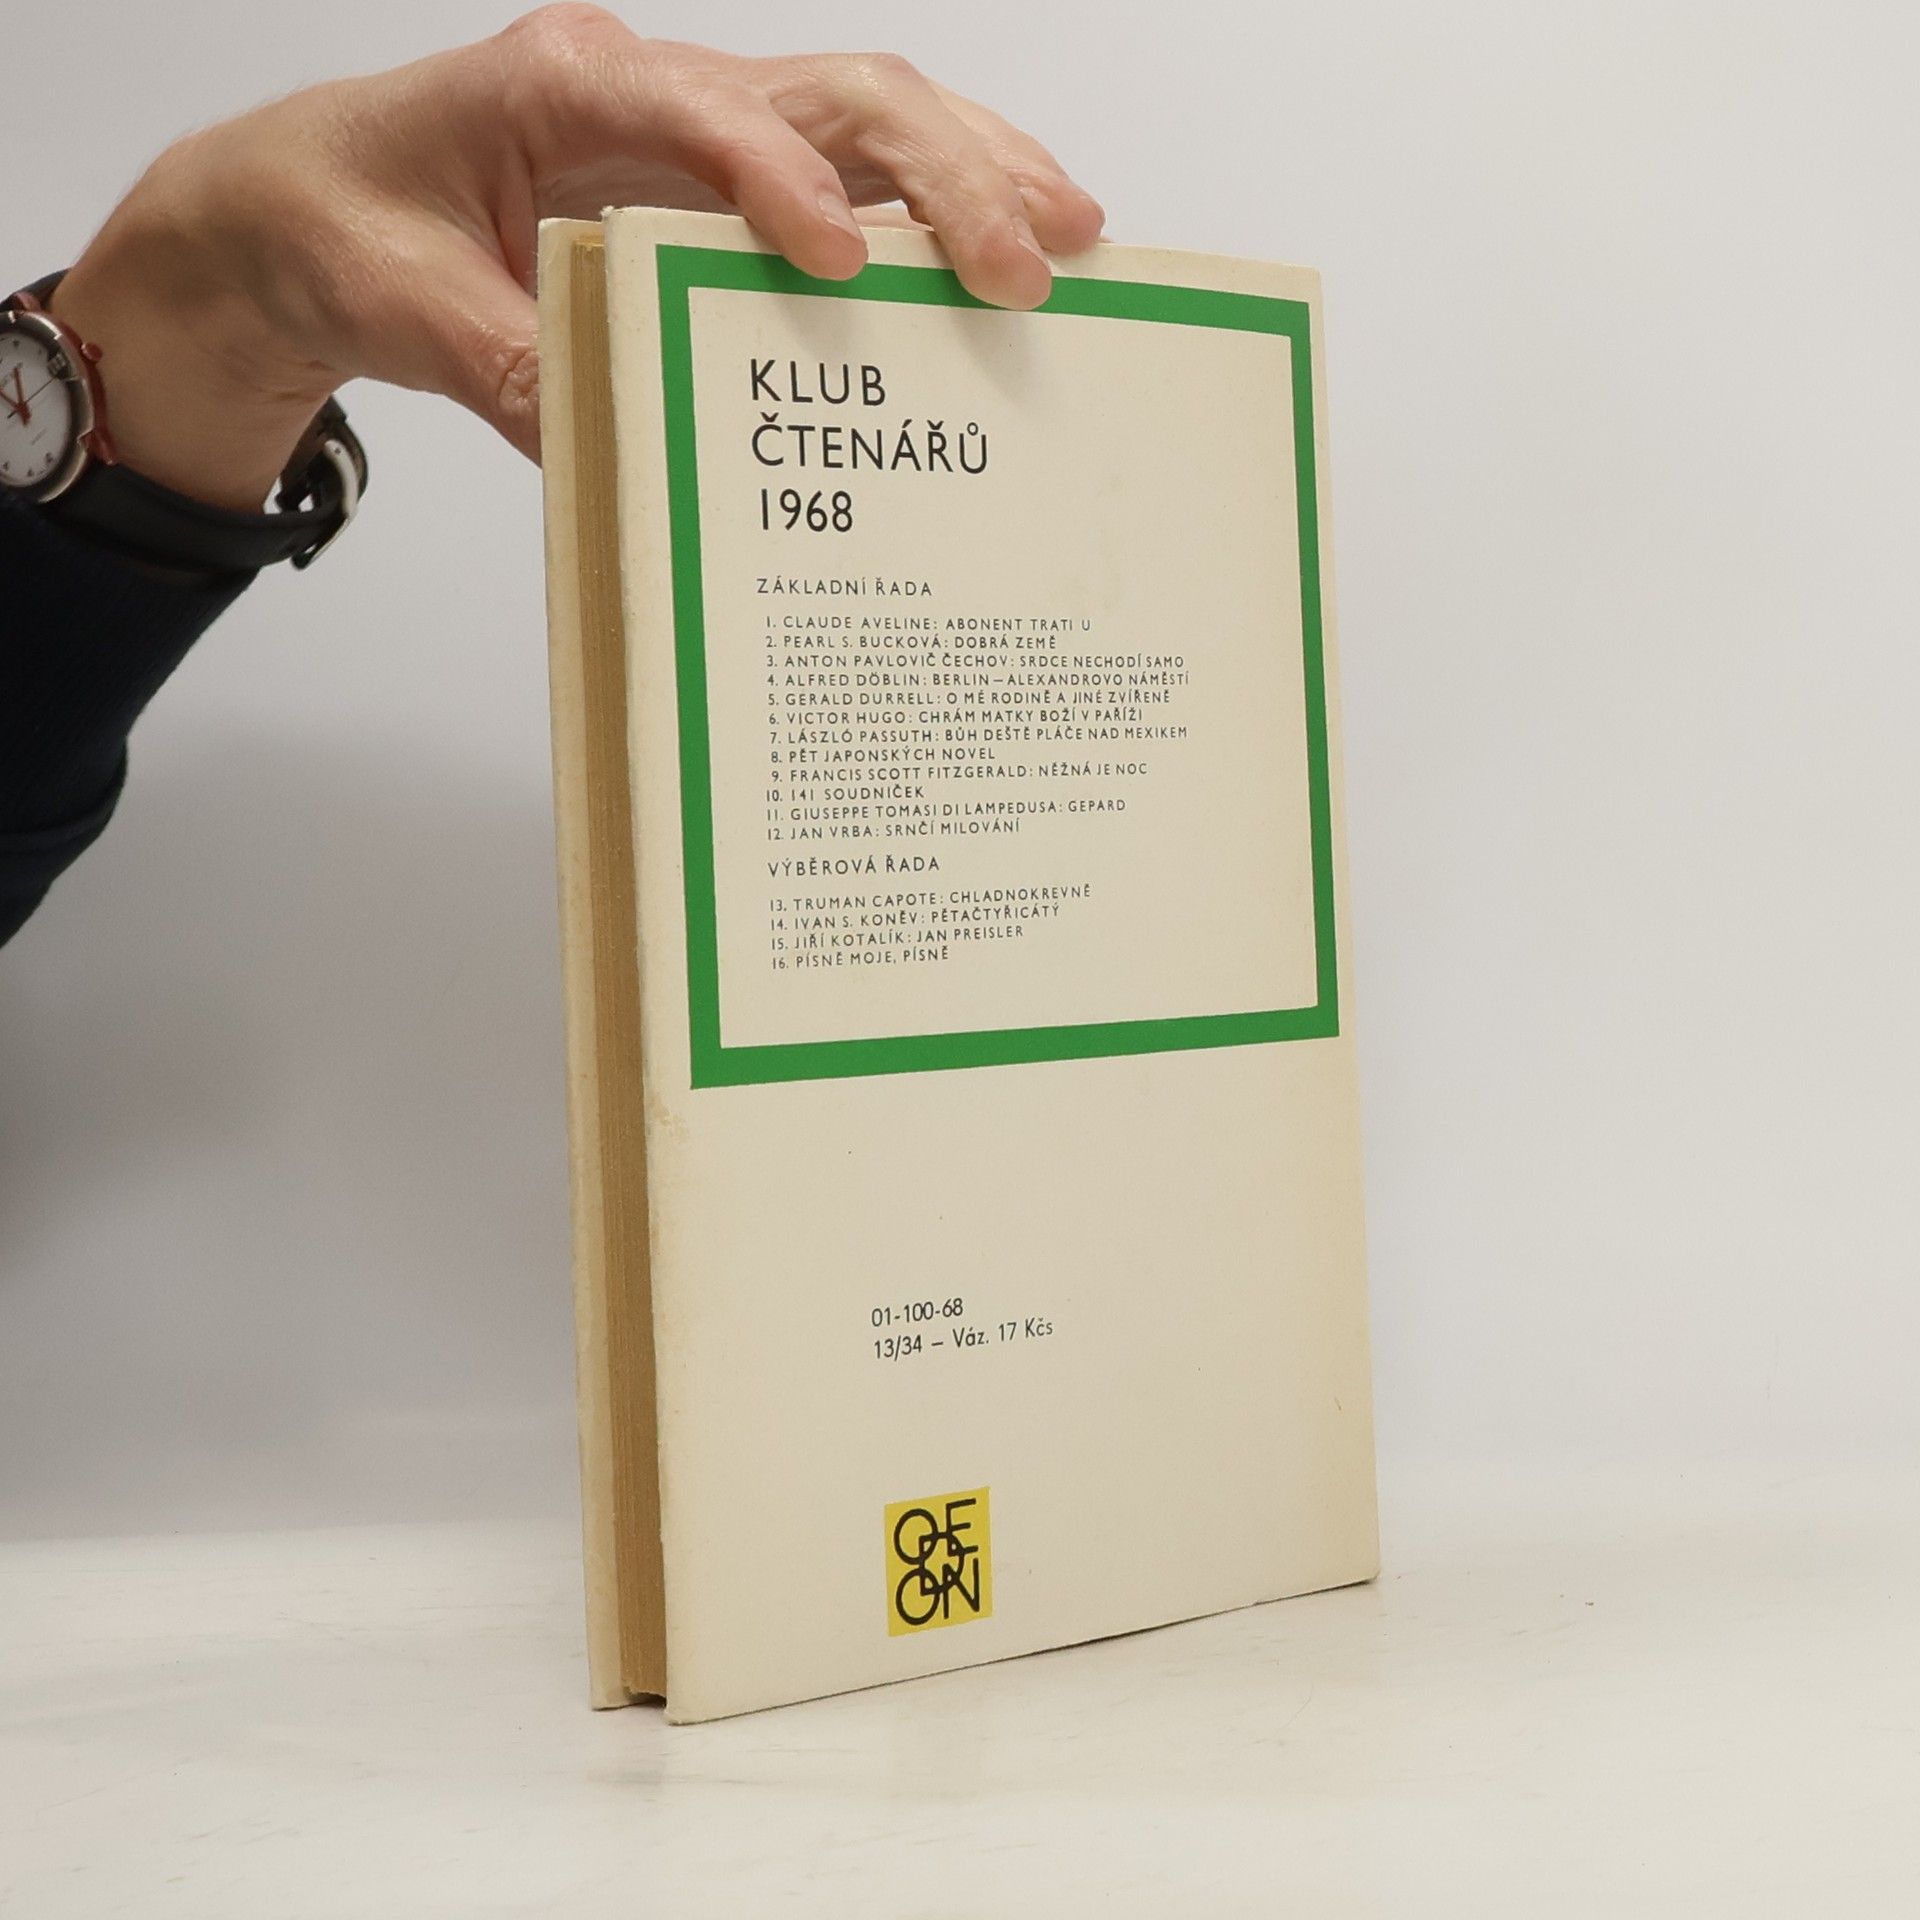 KLUB
ČTENÁŘŮ
1968
ZÁKLADNÍ ŘADA
1. CLAUDE AVELINE: ABONENT TRATI U
2. PEARL S. BUCKOVÁ: DOBRÁ ZEMĚ
3. ANTON PAVLOVIČ ČECHOV: SRDCE NECHODÍ SAMO
4. ALFRED DÖBLIN: BERLIN – ALEXANDROVO NÁMĚSTÍ
5. GERALD DURRELL: O MÉ RODINĚ A JINÉ ZVÍŘENĚ
6. VICTOR HUGO: CHRÁM MATKY BOŽÍ V PAŘÍŽI
7. LÁSZLÓ PASSUTH: BŮH DEŠTĚ PLÁČE NAD MEXIKEM
8. PĚT JAPONSKÝCH NOVEL
9. FRANCIS SCOTT FITZGERALD: NĚŽNÁ JE NOC
10. 141 SOUDNIČEK
11. GIUSEPPE TOMASI DI LAMPEDUSA: GEPARD
12. JAN VRBA: SRNČÍ MILOVÁNÍ
VÝBĚROVÁ ŘADA
13. TRUMAN CAPOTE: CHLADNOKREVNĚ
14. IVAN S. KONĚV: PĚTAČTYŘICÁTÝ
15. JIŘÍ KOTALÍK: JAN PREISLER
16. PÍSNĚ MOJE, PÍSNĚ
01-100-68
13/34 – Váz. 17 Kčs
ODEON